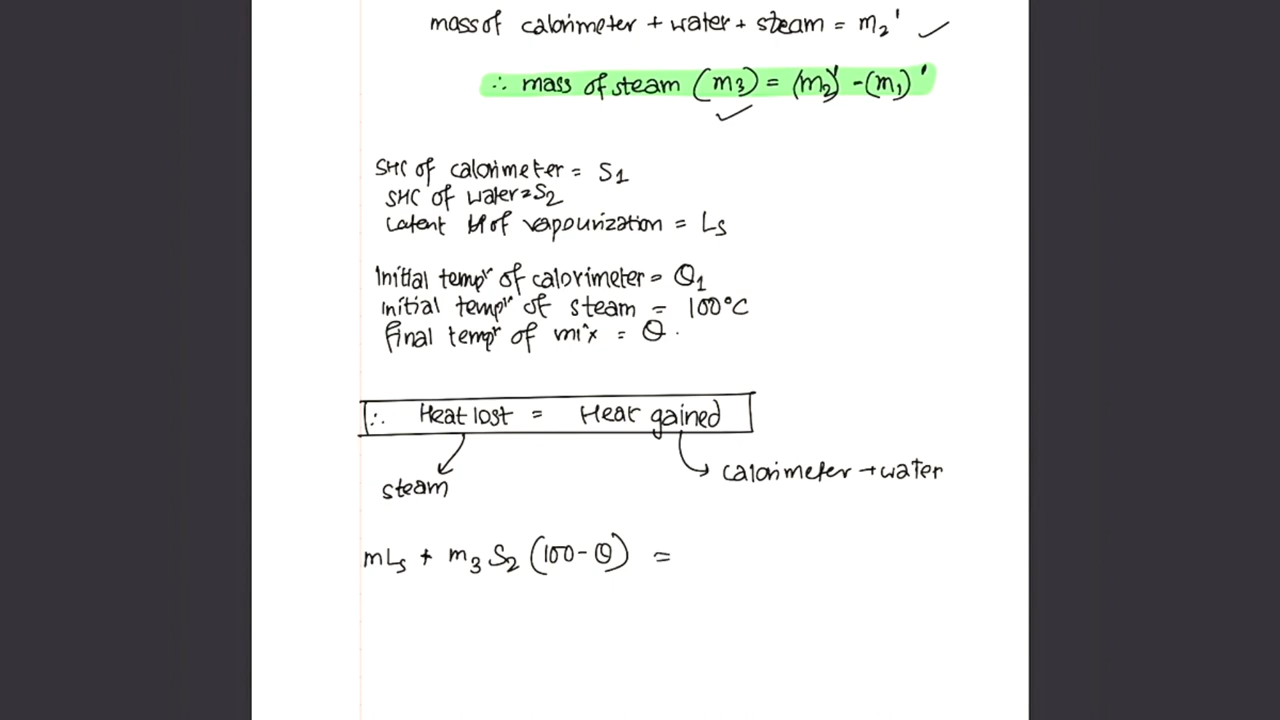 mass of calorimeter + water + steam = m₂'
∴ mass of steam (m₃) = (m₂)' - (m₁)'
SHC of calorimeter = S₁
SHC of water = S₂
Latent H of vapourization = Ls
Initial tempʳ of calorimeter = θ₁
Initial tempʳ of steam = 100°C
final tempʳ of mix = θ.
∴ Heat lost = Heat gained
steam
calorimeter + water
mLs + m₃ S₂ (100 - θ) =